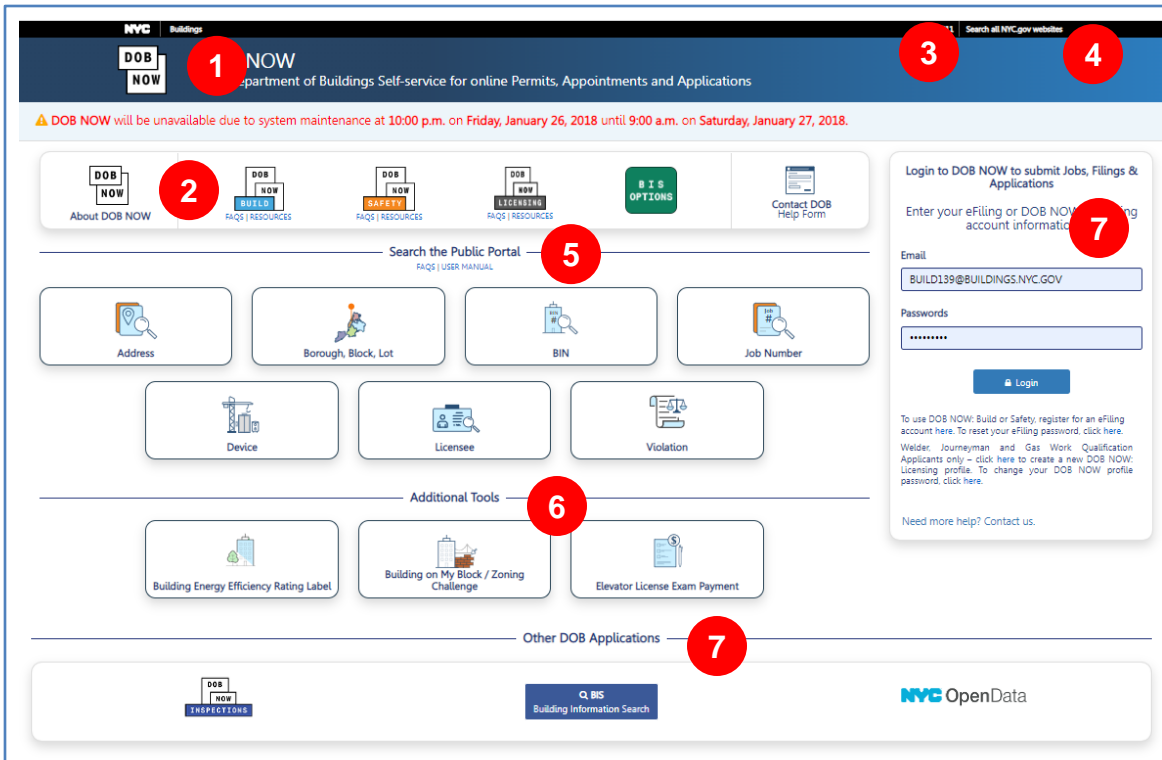 NYC Buildings
11 Search all NYC.gov websites
1
3
4
DOB
NOW
NOW
epartment of Buildings Self-service for online Permits, Appointments and Applications
DOB NOW will be unavailable due to system maintenance at 10:00 p.m. on Friday, January 26, 2018 until 9:00 a.m. on Saturday, January 27, 2018.
DOB
NOW
About DOB NOW
2
DOB
NOW
BUILD
FAQS | RESOURCES
DOB
NOW
SAFETY
FAQS | RESOURCES
DOB
NOW
LICENSING
FAQS | RESOURCES
BIS
OPTIONS
Contact DOB
Help Form
Search the Public Portal
5
FAQS | USER MANUAL
Address
Borough, Block, Lot
BIN
Job Number
Device
Licensee
Violation
Additional Tools
6
Building Energy Efficiency Rating Label
Building on My Block / Zoning
Challenge
Elevator License Exam Payment
Login to DOB NOW to submit Jobs, Filings &
Applications
Enter your eFiling or DOB NOW
account informatio
7
Email
BUILD139@BUILDINGS.NYC.GOV
Passwords
•••••••••
Login
To use DOB NOW: Build or Safety, register for an eFiling
account here. To reset your eFiling password, click here.
Welder, Journeyman and Gas Work Qualification
Applicants only – click here to create a new DOB NOW:
Licensing profile. To change your DOB NOW profile
password, click here.
Need more help? Contact us.
Other DOB Applications
7
DOB
NOW
INSPECTIONS
BIS
Building Information Search
NYC OpenData